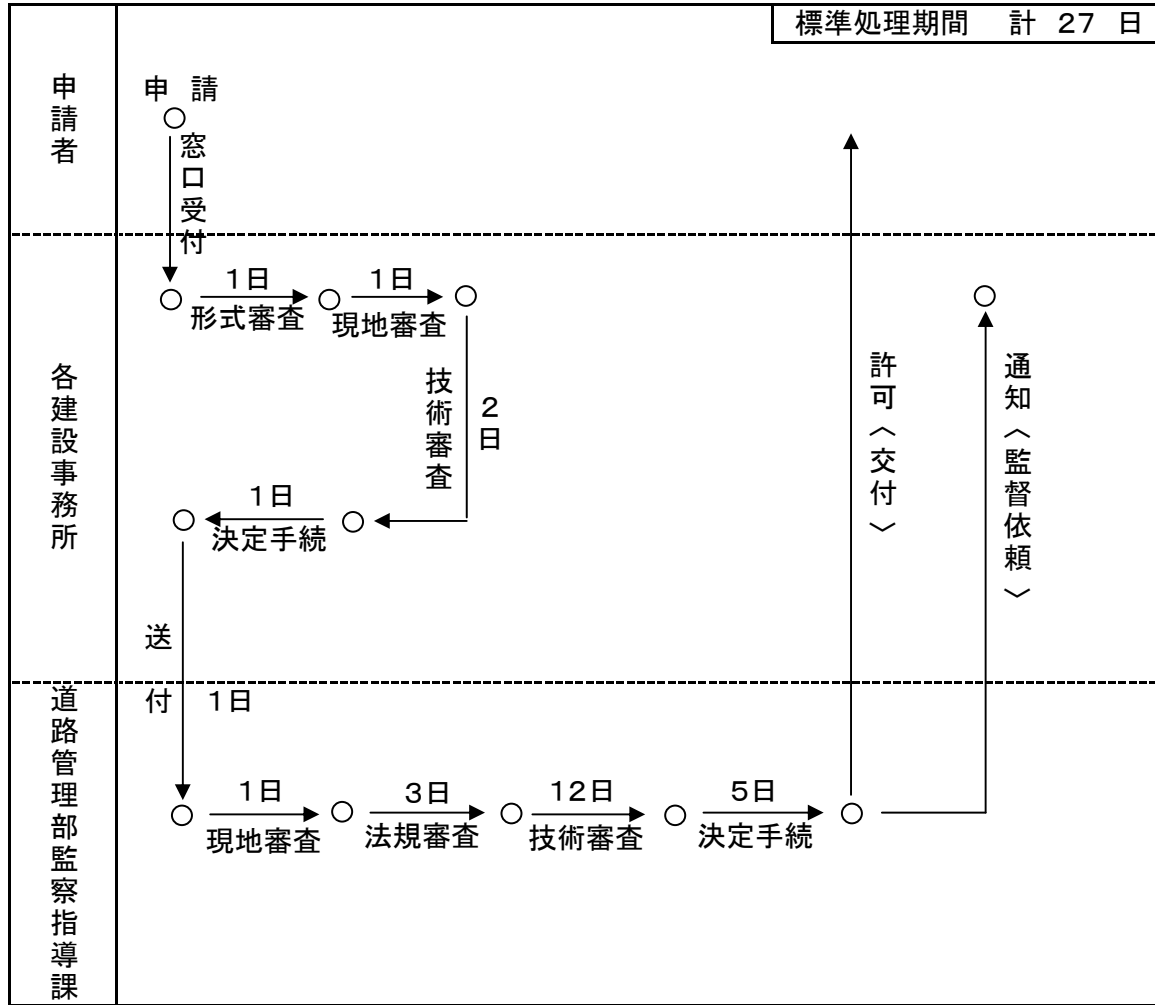 標準処理期間 計 27 日
申請者
申 請
窓口受付
各建設事務所
1日
形式審査
1日
現地審査
技術審査
2日
1日
決定手続
許可〈交付〉
通知〈監督依頼〉
送付
1日
道路管理部監察指導課
1日
現地審査
3日
法規審査
12日
技術審査
5日
決定手続